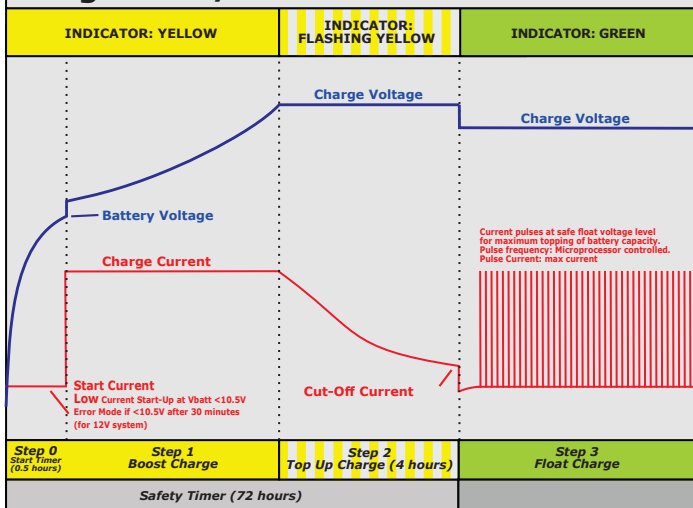 INDICATOR: YELLOW
INDICATOR:
FLASHING YELLOW
INDICATOR: GREEN
Charge Voltage
Charge Voltage
Battery Voltage
Current pulses at safe float voltage level
for maximum topping of battery capacity.
Pulse frequency: Microprocessor controlled.
Pulse Current: max current
Charge Current
Start Current
Low Current Start-Up at Vbatt <10.5V
Error Mode if <10.5V after 30 minutes
(for 12V system)
Cut-Off Current
Step 0
Start Timer
(0.5 hours)
Step 1
Boost Charge
Step 2
Top Up Charge (4 hours)
Step 3
Float Charge
Safety Timer (72 hours)